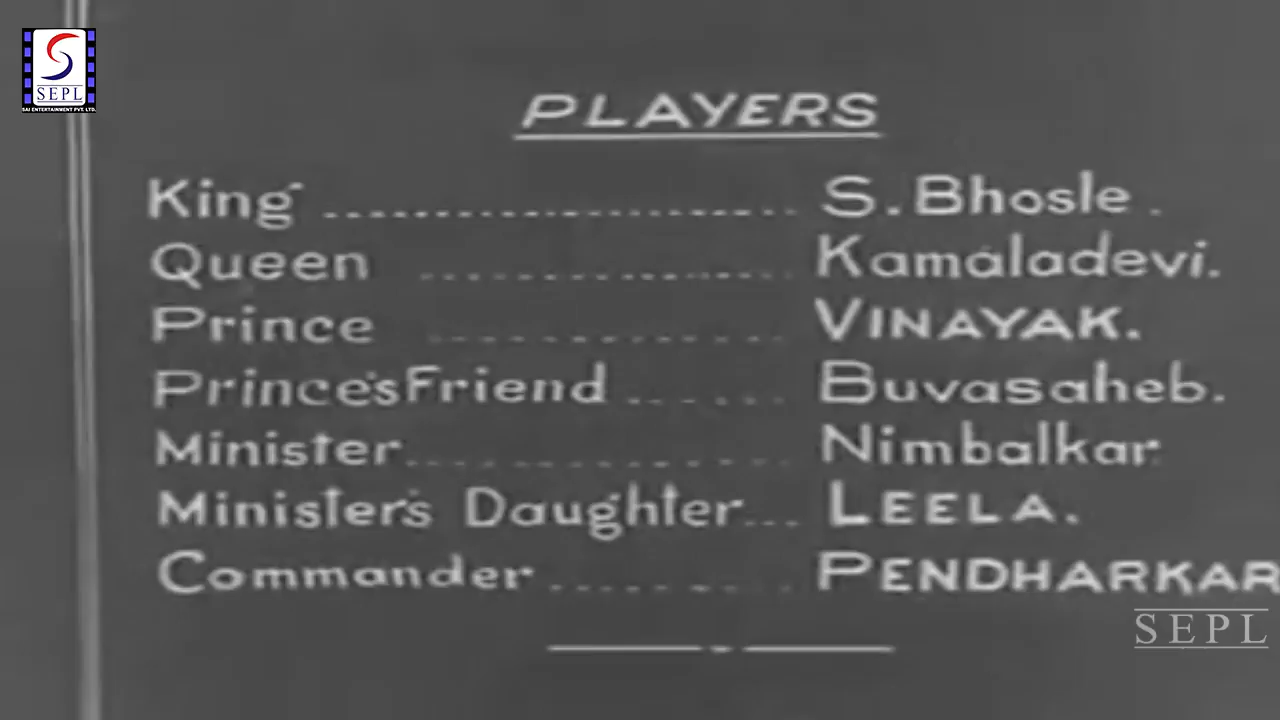 SEPL
SAI ENTERTAINMENT PVT. LTD.
PLAYERS
King ........................ S. Bhosle .
Queen .................. Kamaladevi.
Prince .................. VINAYAK.
Prince's Friend ........ Buvasaheb.
Minister .................. Nimbalkar
Minister's Daughter... LEELA.
Commander .......... PENDHARKAR
SEPL